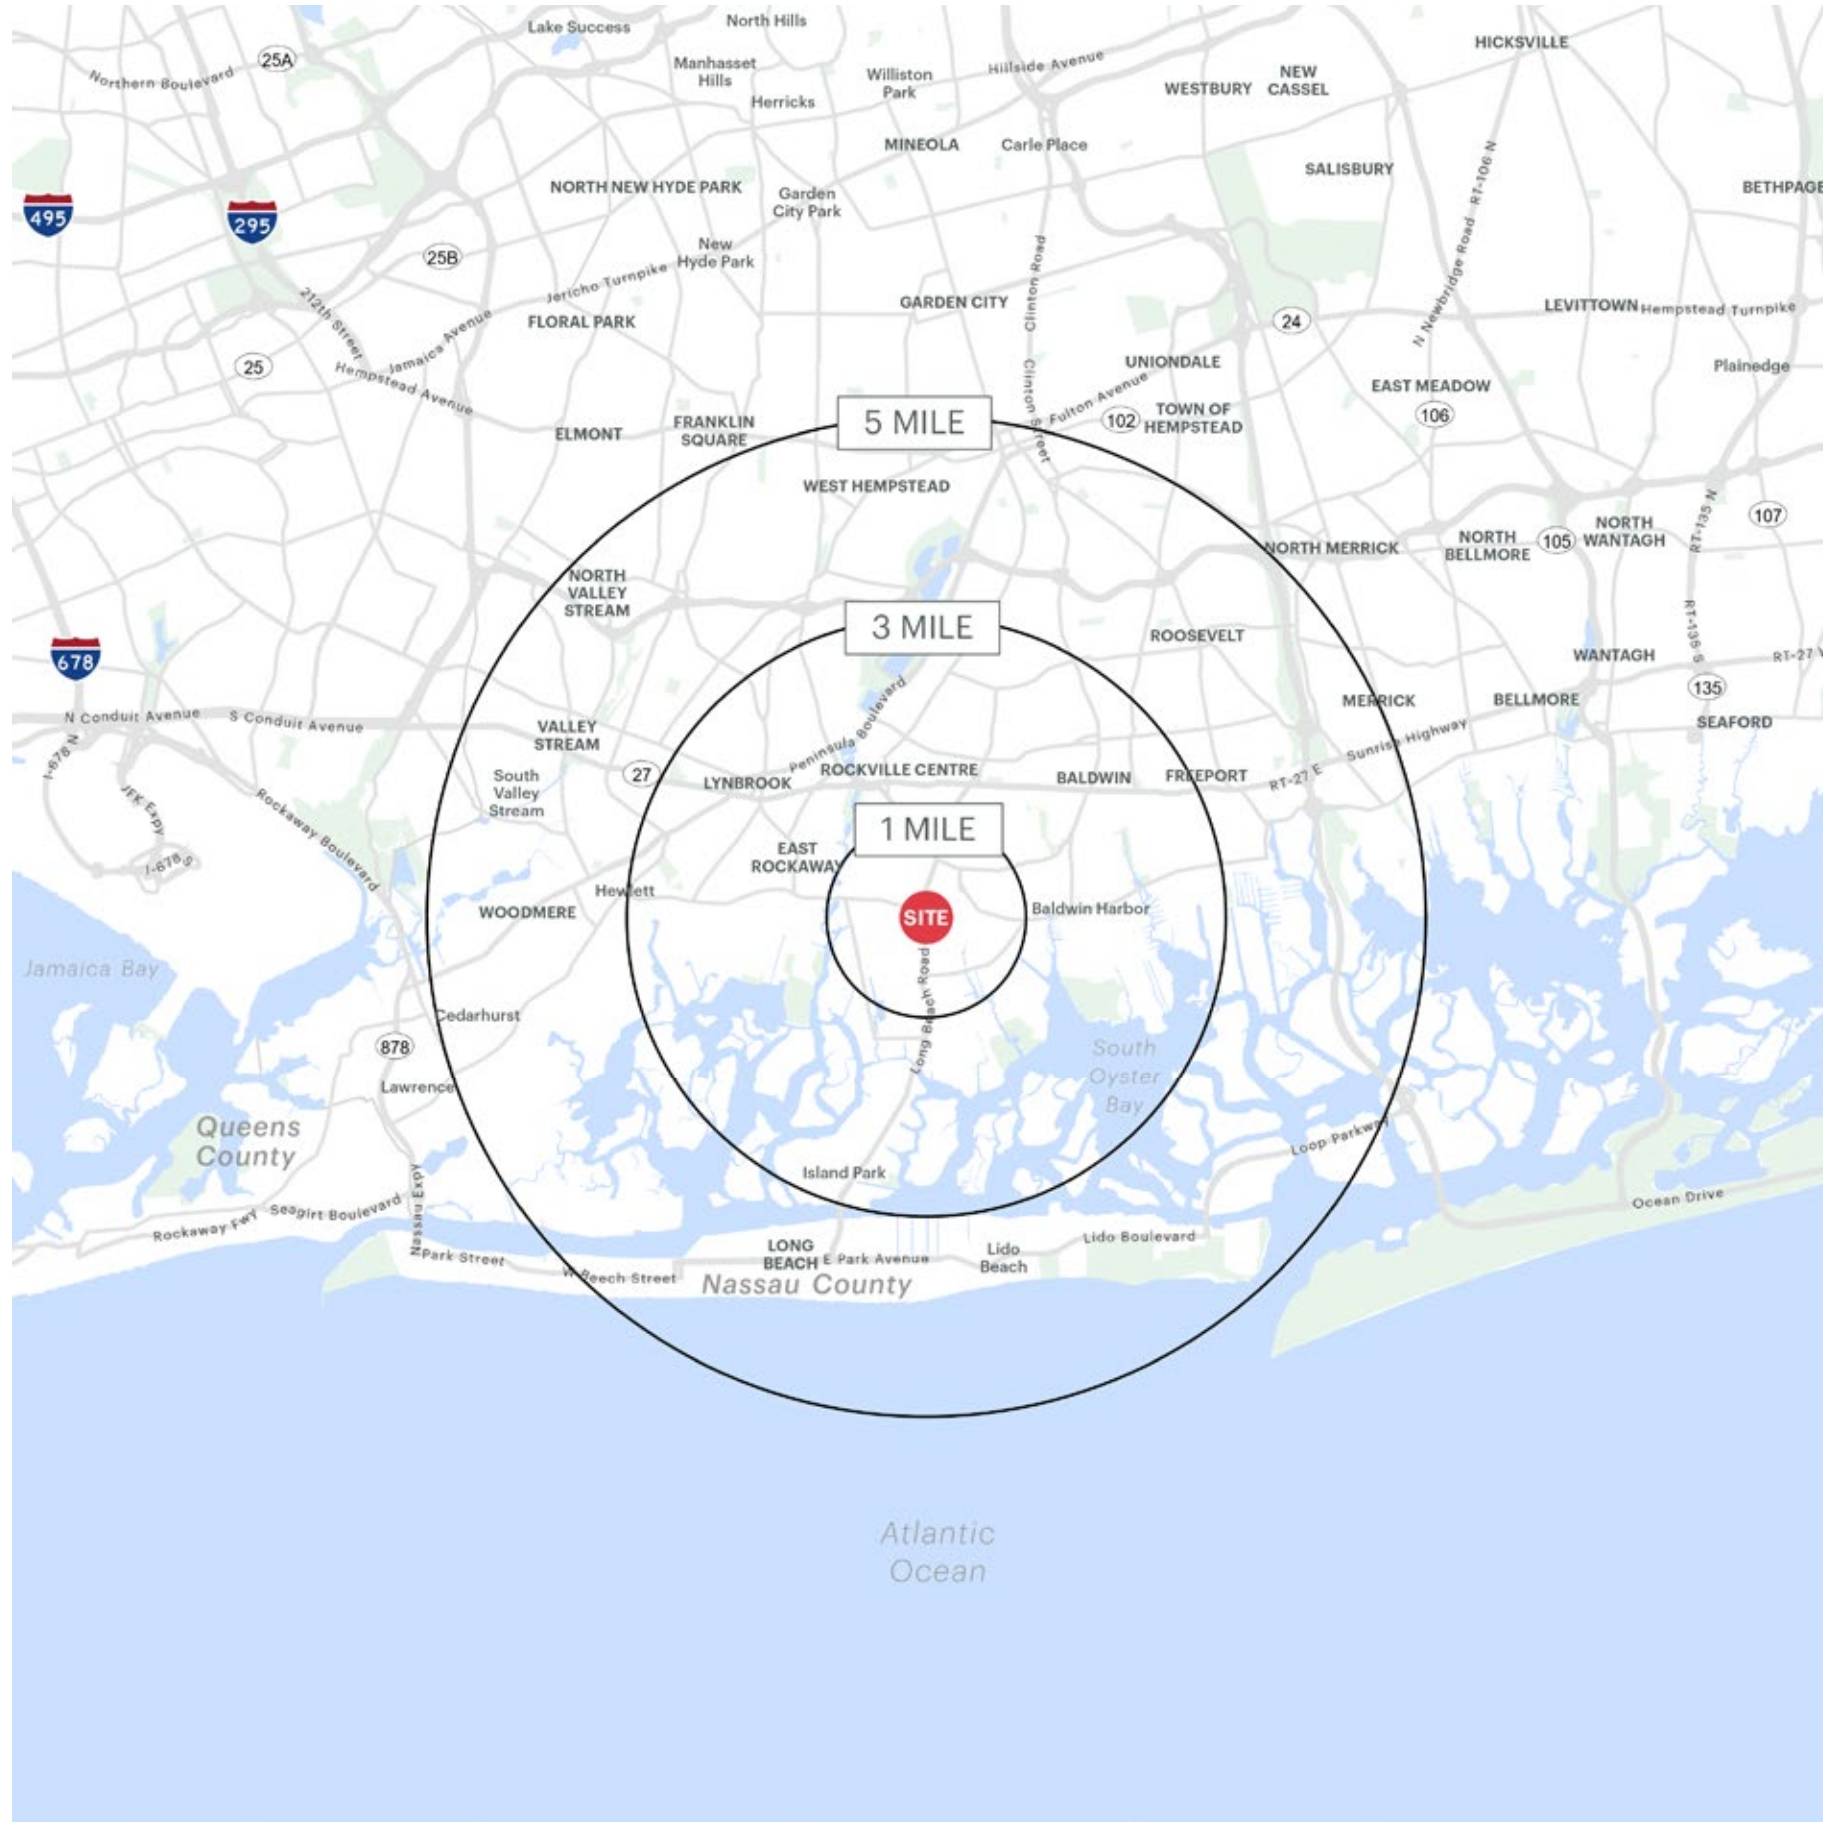 Lake Success
North Hills
HICKSVILLE
25A
Northern Boulevard
Manhasset
Hills
Williston
Park
Hillside Avenue
WESTBURY
NEW
CASSEL
Herricks
MINEOLA
Carle Place
SALISBURY
RT-106 N
NORTH NEW HYDE PARK
Garden
City Park
BETHPAGE
495
295
25B
New
Hyde Park
Jericho Turnpike
Clinton Road
N Newbridge Road
212th Street
GARDEN CITY
LEVITTOWN
Hempstead Turnpike
FLORAL PARK
24
Jamaica Avenue
25
Hempstead Avenue
UNIONDALE
Plainedge
EAST MEADOW
Clinton Street
Fulton Avenue
102
TOWN OF
HEMPSTEAD
106
5 MILE
ELMONT
FRANKLIN
SQUARE
WEST HEMPSTEAD
RT-135 N
107
NORTH MERRICK
NORTH
BELLMORE
105
NORTH
WANTAGH
NORTH
VALLEY
STREAM
3 MILE
ROOSEVELT
RT-135 S
678
WANTAGH
RT-27
135
MERRICK
BELLMORE
SEAFORD
N Conduit Avenue
S Conduit Avenue
VALLEY
STREAM
Peninsula Boulevard
Sunrise Highway
I-678 N
27
LYNBROOK
ROCKVILLE CENTRE
BALDWIN
FREEPORT
RT-27 E
South
Valley
Stream
JFK Expy
Rockaway Boulevard
1 MILE
I-678 S
EAST
ROCKAWAY
Hewlett
WOODMERE
SITE
Baldwin Harbor
Jamaica Bay
Long Beach Road
Cedarhurst
878
South
Oyster
Bay
Lawrence
Queens
County
Loop Parkway
Island Park
Nassau Expy
Seagirt Boulevard
Rockaway Fwy
Ocean Drive
Park Street
LONG
BEACH
E Park Avenue
Lido
Beach
Lido Boulevard
W Beech Street
Nassau County
Atlantic
Ocean